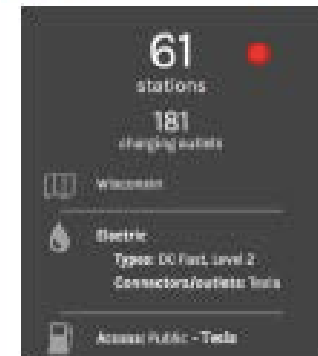 61
stations
181
charging outlets
Wisconsin
Electric
Types: DC Fast, Level 2
Connectors/outlets: Tesla
Access: Public - Tesla